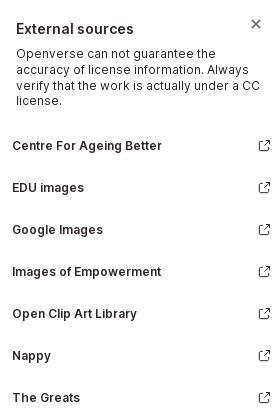 External sources
Openverse can not guarantee the
accuracy of license information. Always
verify that the work is actually under a CC
license.
Centre For Ageing Better
EDU images
Google Images
Images of Empowerment
Open Clip Art Library
Nappy
The Greats